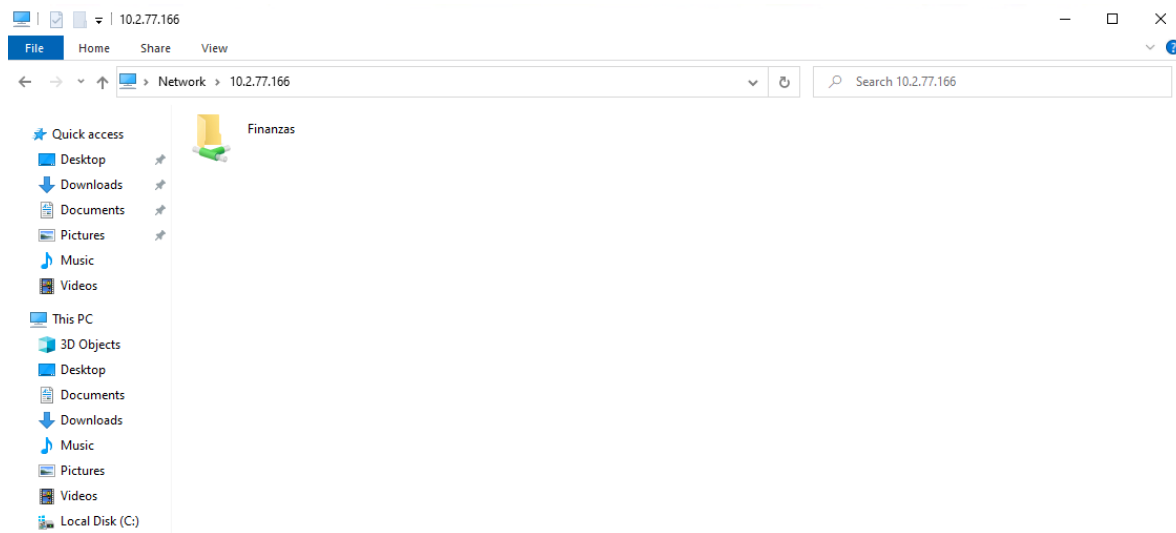 10.2.77.166
File Home Share View
Network > 10.2.77.166
Search 10.2.77.166
Quick access
Desktop
Downloads
Documents
Pictures
Music
Videos
This PC
3D Objects
Desktop
Documents
Downloads
Music
Pictures
Videos
Local Disk (C:)
Finanzas